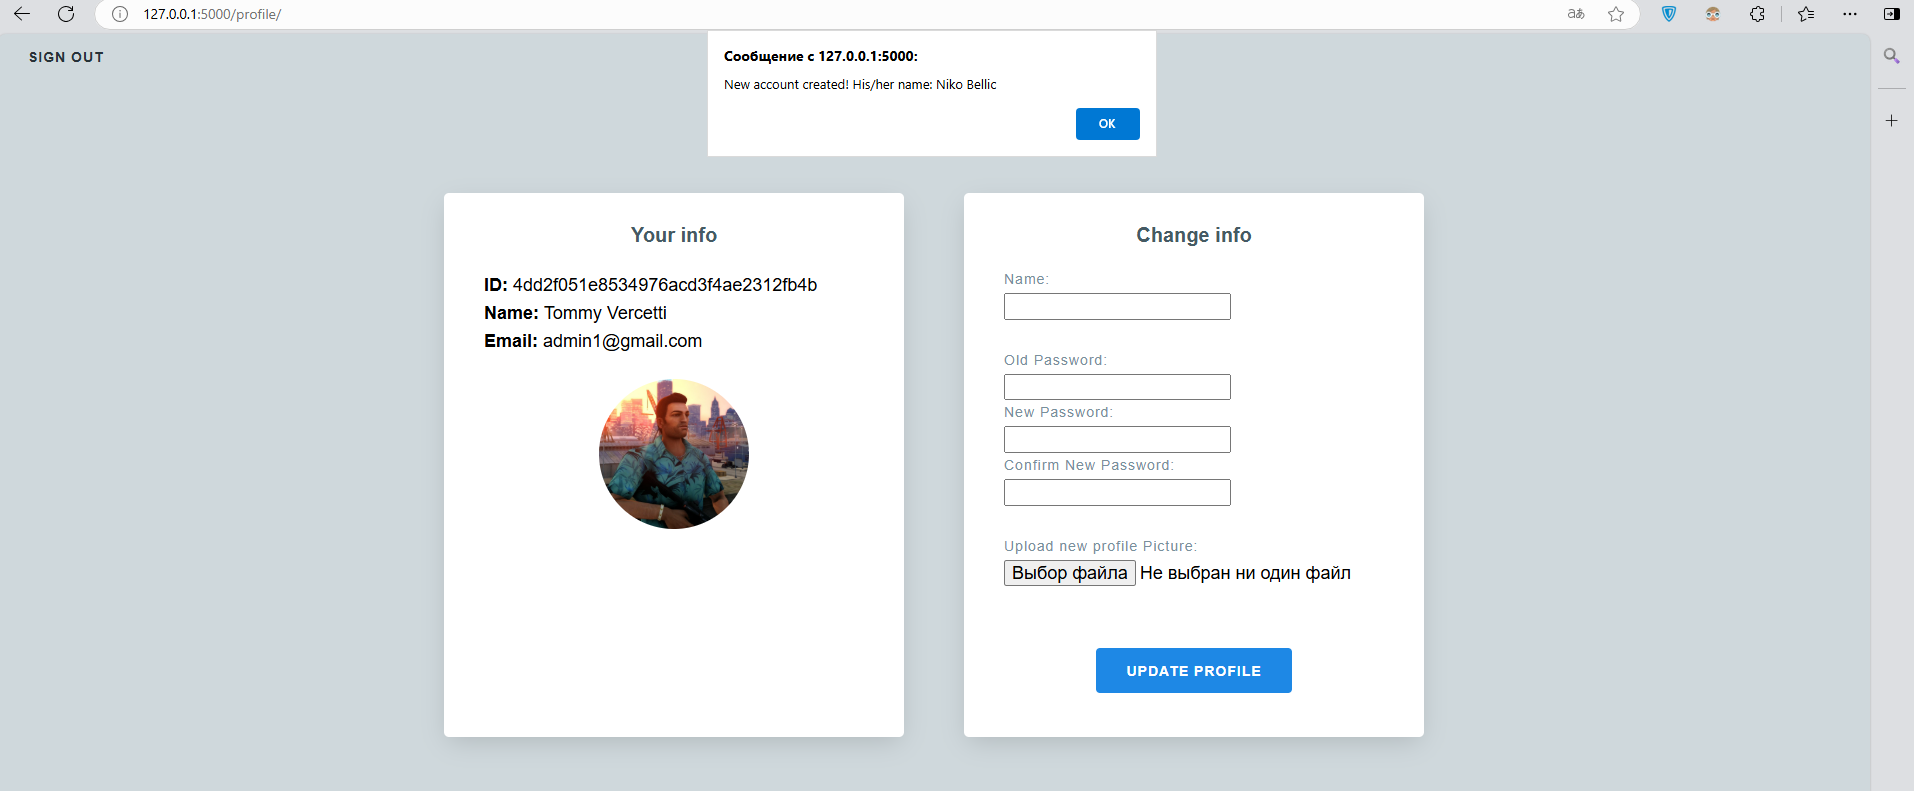 127.0.0.1:5000/profile/
SIGN OUT
Сообщение с 127.0.0.1:5000:
New account created! His/her name: Niko Bellic
OK
Your info
ID: 4dd2f051e8534976acd3f4ae2312fb4b
Name: Tommy Vercetti
Email: admin1@gmail.com
Change info
Name:
Old Password:
New Password:
Confirm New Password:
Upload new profile Picture:
Выбор файла Не выбран ни один файл
UPDATE PROFILE